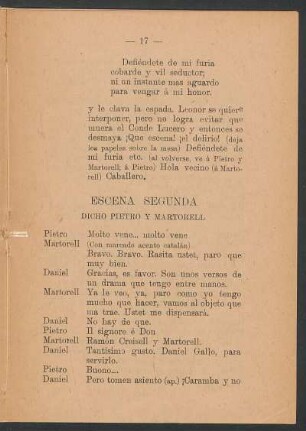 — 17 —
Defiéndete de mi furia
cobarde y vil seductor;
ni un instante mas aguardo
para vengar á mi honor.
y le clava la espada. Leonor se quiere
interponer, pero no logra evitar que
muera el Conde Lucero y entonces se
desmaya ¡Que escena! ¡el delirio! (deja
los papeles sobre la mesa) Defiéndete de
mi furia etc. (al volverse, ve á Pietro y
Martorell; á Pietro) Hola vecino (á Marto-
rell) Caballero.
ESCENA SEGUNDA
DICHO PIETRO Y MARTORELL
Pietro Molto vene... molto vene
Martorell (Con marcado acento catalán)
Bravo. Bravo. Rasita ustet, paro que
muy bien.
Daniel Gracias, es favor. Son unos versos de
un drama que tengo entre manos.
Martorell Ya lo veo, ya, paró como yo tengo
mucho que hacer, vamos al objeto que
ma trae. Ustet me dispensará.
Daniel No hay de que.
Pietro Il signore é Don
Martorell Ramón Creixell y Martorell.
Daniel Tantísimo gusto. Daniel Gallo, para
servirlo.
Pietro Bueno...
Daniel Pero tomen asiento (ap.) ¡Caramba y no